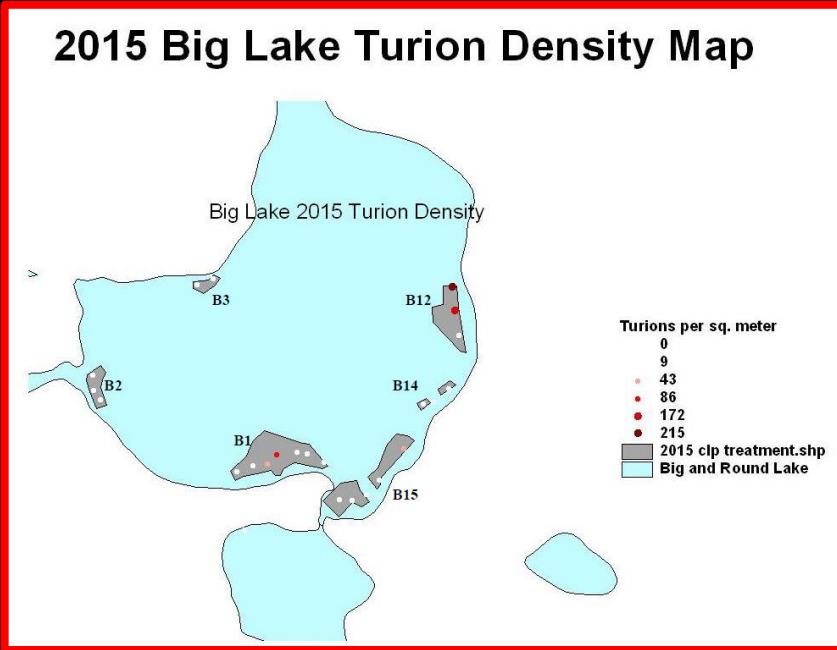 2015 Big Lake Turion Density Map
Big Lake 2015 Turion Density
B3
B12
B2
B14
B1
B15
Turions per sq. meter
0
9
43
86
172
215
2015 clp treatment.shp
Big and Round Lake